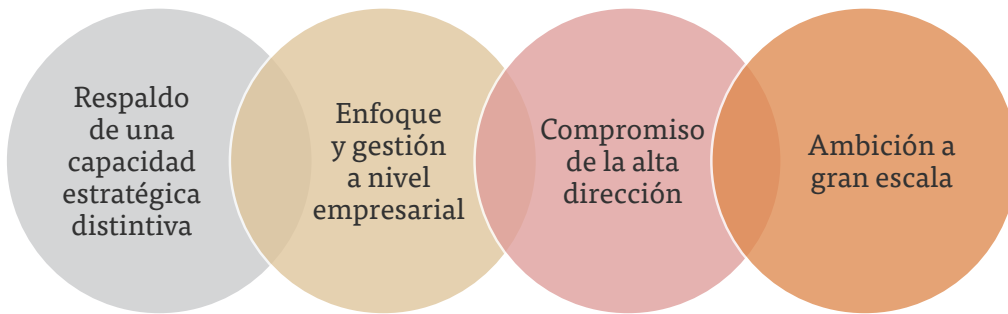 Respaldo
de una
capacidad
estratégica
distintiva
Enfoque
y gestión
a nivel
empresarial
Compromiso
de la alta
dirección
Ambición a
gran escala